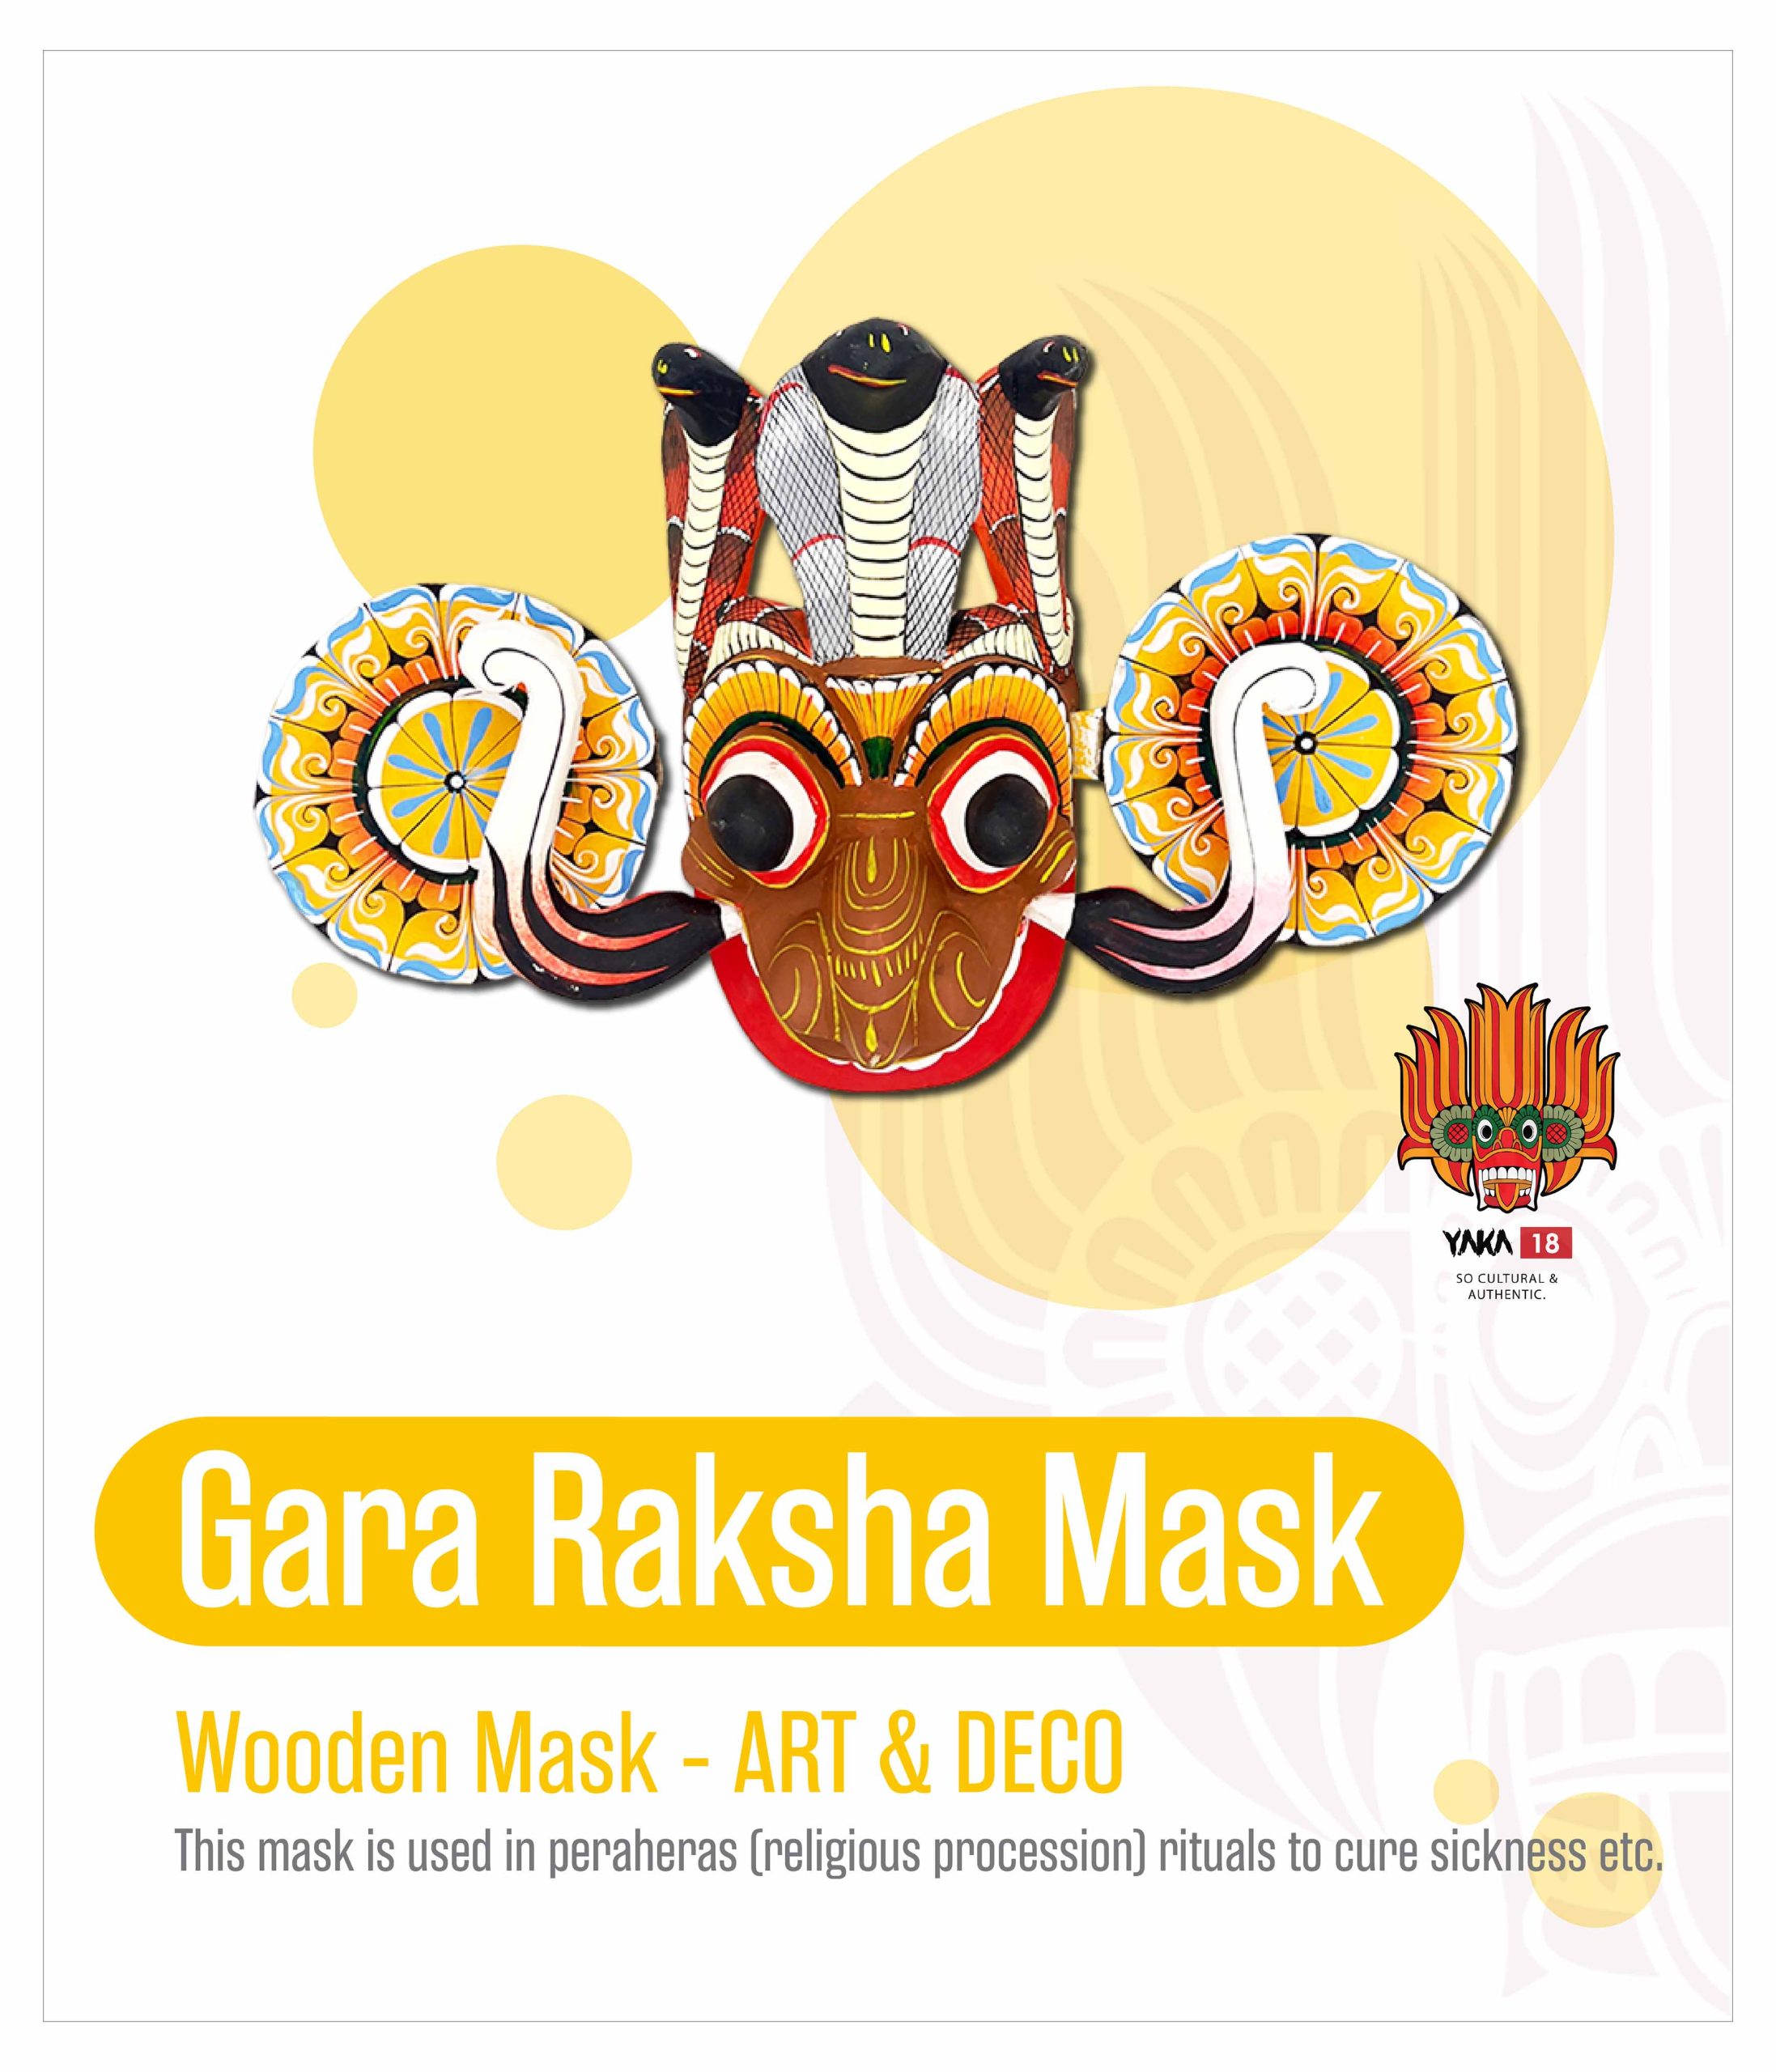 YAKA 18
SO CULTURAL &
AUTHENTIC.
Gara Raksha Mask
Wooden Mask - ART & DECO
This mask is used in peraheras (religious procession) rituals to cure sickness etc.